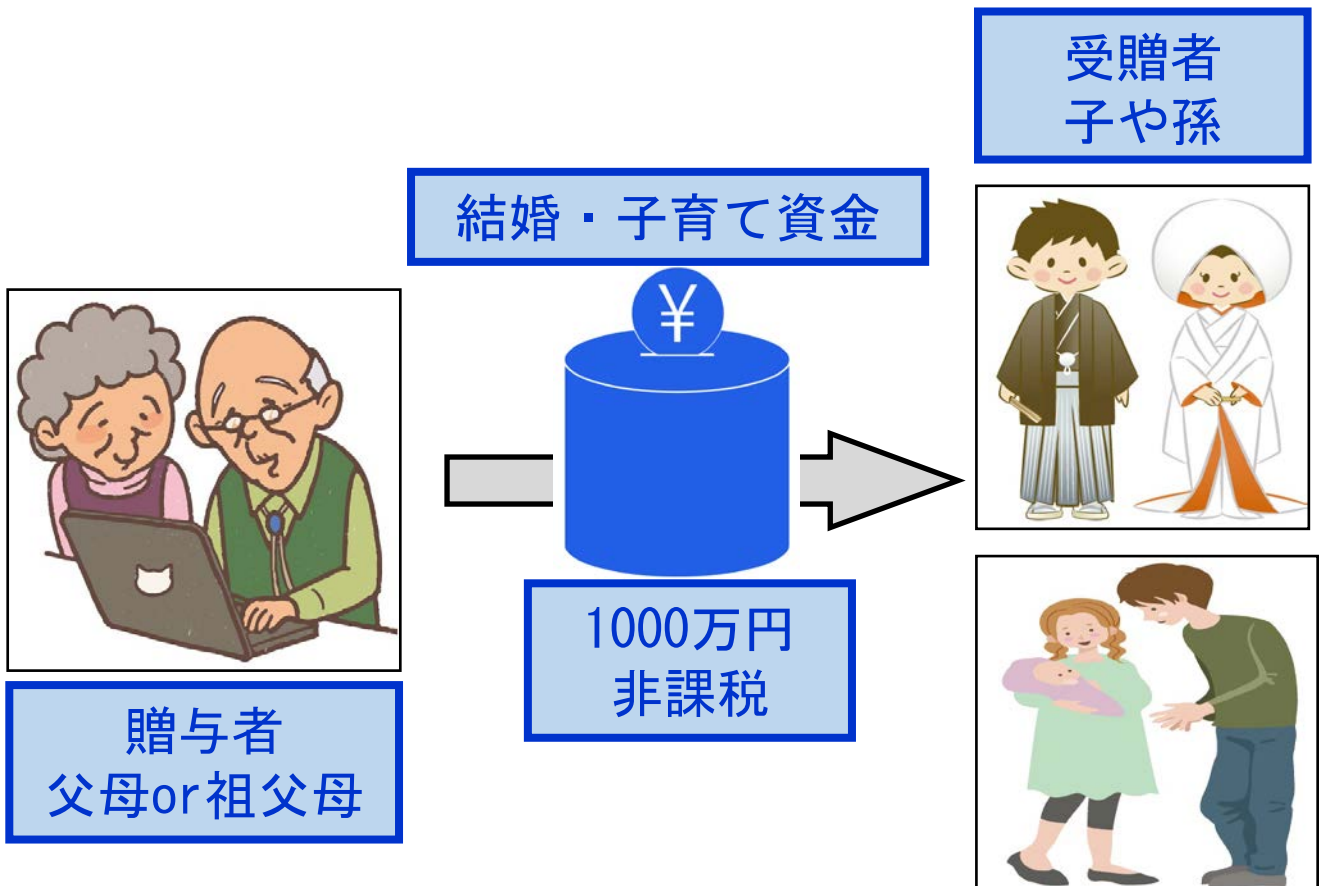 受贈者
子や孫
結婚・子育て資金
¥
1000万円
非課税
贈与者
父母or祖父母